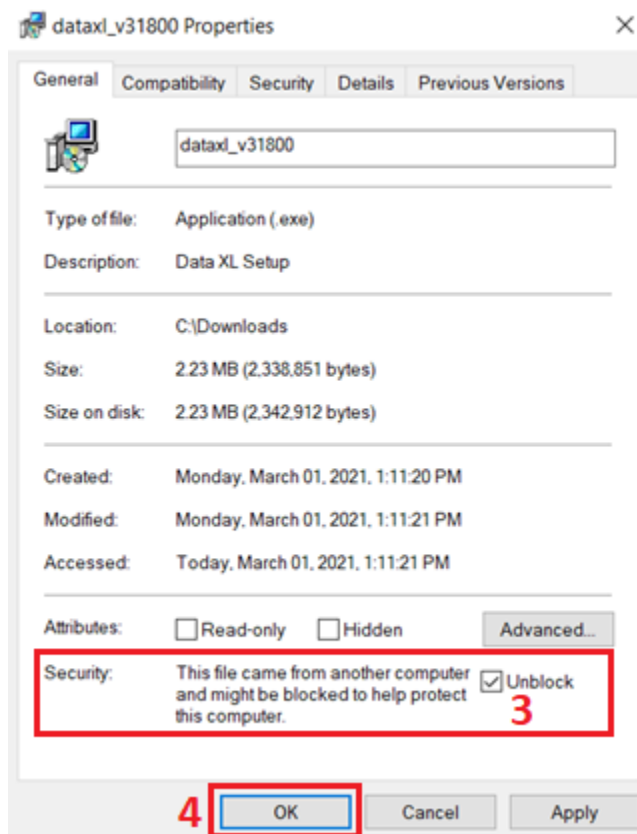 dataxl_v31800 Properties
General Compatibility Security Details Previous Versions
dataxl_v31800
Type of file: Application (.exe)
Description: Data XL Setup
Location: C:\Downloads
Size: 2.23 MB (2,338,851 bytes)
Size on disk: 2.23 MB (2,342,912 bytes)
Created: Monday, March 01, 2021, 1:11:20 PM
Modified: Monday, March 01, 2021, 1:11:21 PM
Accessed: Today, March 01, 2021, 1:11:21 PM
Attributes: Read-only Hidden Advanced...
Security: This file came from another computer Unblock
and might be blocked to help protect 3
this computer.
4 OK Cancel Apply